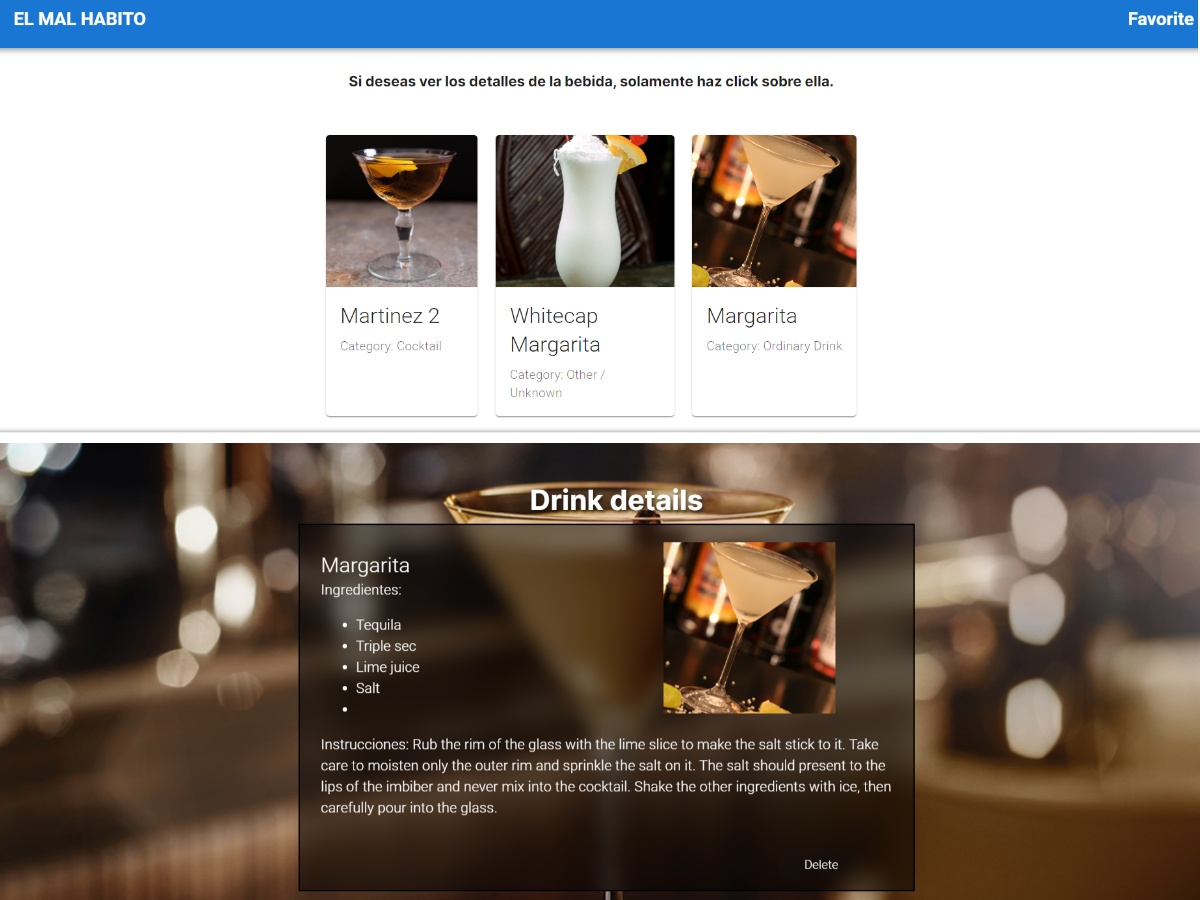 EL MAL HABITO
Favorite
Si deseas ver los detalles de la bebida, solamente haz click sobre ella.
Martinez 2
Category: Cocktail
Whitecap
Margarita
Category: Other /
Unknown
Margarita
Category: Ordinary Drink
Drink details
Margarita
Ingredientes:
• Tequila
• Triple sec
• Lime juice
• Salt
•
Instrucciones: Rub the rim of the glass with the lime slice to make the salt stick to it. Take
care to moisten only the outer rim and sprinkle the salt on it. The salt should present to the
lips of the imbiber and never mix into the cocktail. Shake the other ingredients with ice, then
carefully pour into the glass.
Delete